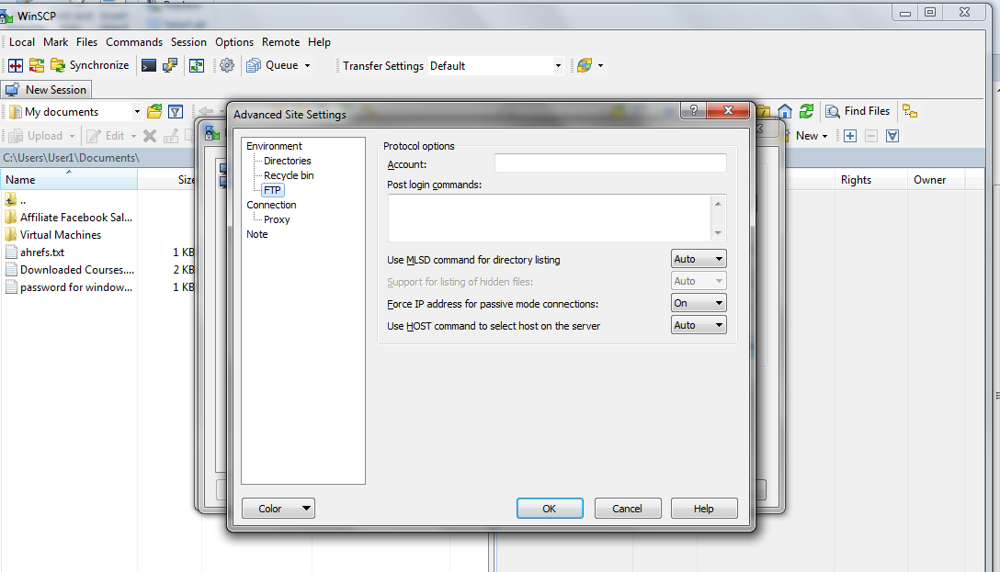 WinSCP
Local Mark Files Commands Session Options Remote Help
Synchronize Queue Transfer Settings Default
New Session
My documents Find Files
Upload Edit New
C:\Users\User1\Documents\
Name Size Rights Owner
..
Affiliate Facebook Sal...
Virtual Machines
ahrefs.txt 1 KB
Downloaded Courses.... 2 KB
password for window... 1 KB
Advanced Site Settings
Environment
Directories
Recycle bin
FTP
Connection
Proxy
Note
Protocol options
Account:
Post login commands:
Use MLSD command for directory listing Auto
Support for listing of hidden files: Auto
Force IP address for passive mode connections: On
Use HOST command to select host on the server Auto
Color OK Cancel Help